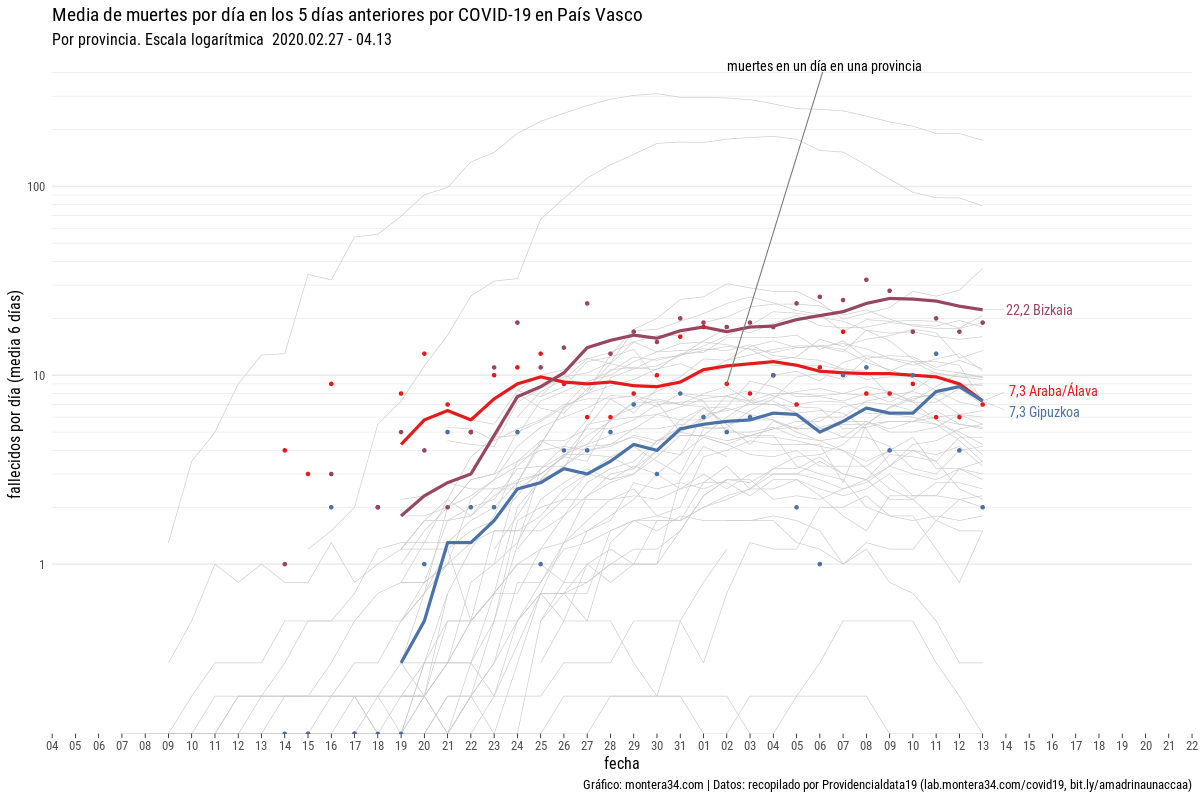 Media de muertes por día en los 5 días anteriores por COVID-19 en País Vasco
Por provincia. Escala logarítmica  2020.02.27 - 04.13
muertes en un día en una provincia
100
10
1
fallecidos por día (media 6 días)
22,2 Bizkaia
7,3 Araba/Álava
7,3 Gipuzkoa
04 05 06 07 08 09 10 11 12 13 14 15 16 17 18 19 20 21 22 23 24 25 26 27 28 29 30 31 01 02 03 04 05 06 07 08 09 10 11 12 13 14 15 16 17 18 19 20 21 22
fecha
Gráfico: montera34.com | Datos: recopilado por Providencialdata19 (lab.montera34.com/covid19, bit.ly/amadrinaunaccaa)